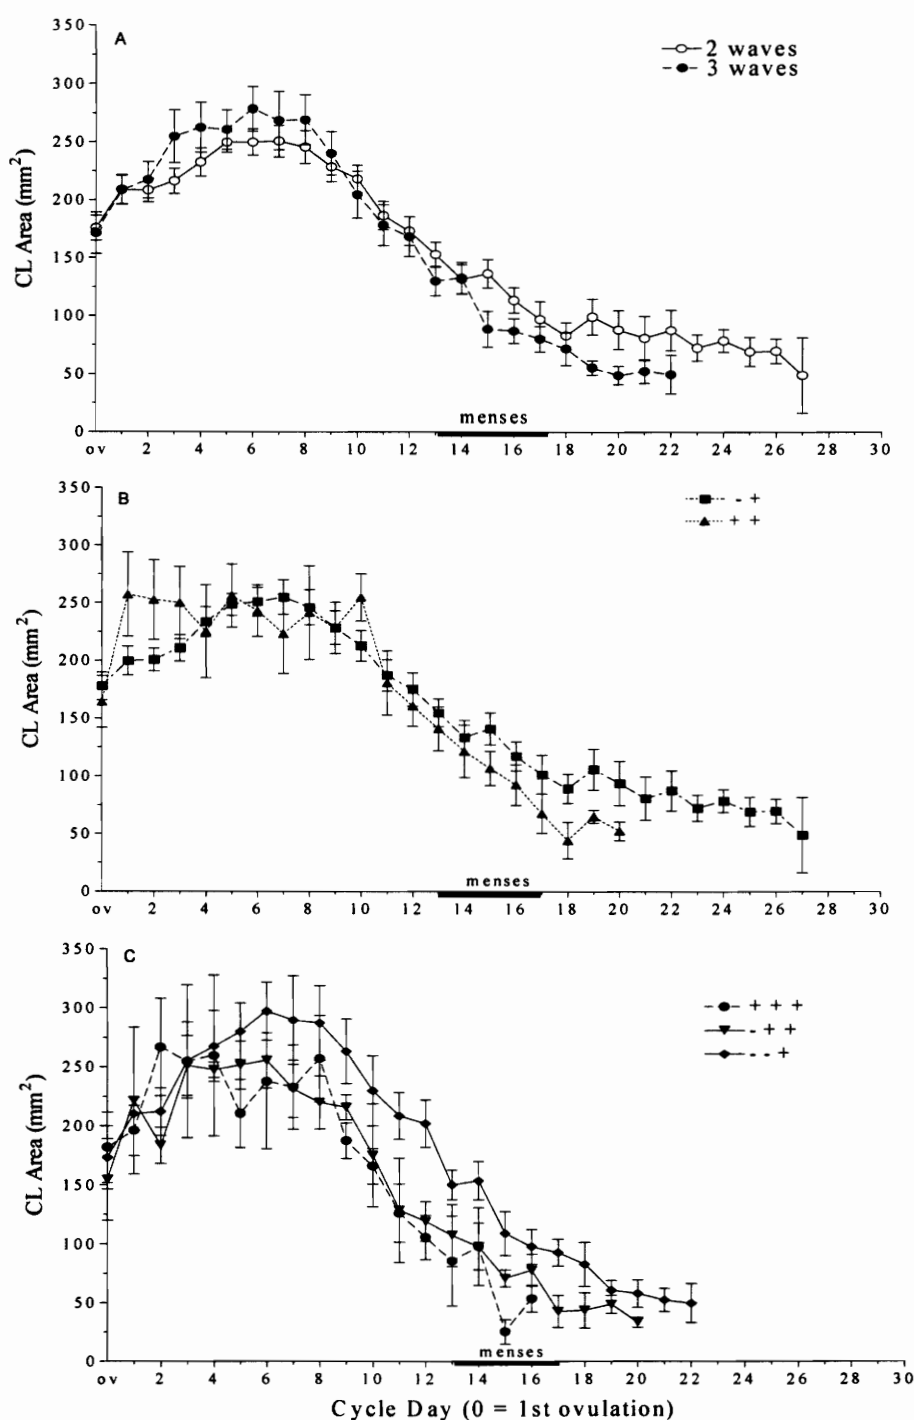 350
A
2 waves
3 waves
300
250
200
150
100
50
0
CL Area (mm²)
menses
ov 2 4 6 8 10 12 14 16 18 20 22 24 26 28 30
350
B
- +
+ +
300
250
200
150
100
50
0
CL Area (mm²)
menses
ov 2 4 6 8 10 12 14 16 18 20 22 24 26 28 30
350
C
+ + +
- + +
- - +
300
250
200
150
100
50
0
CL Area (mm²)
menses
ov 2 4 6 8 10 12 14 16 18 20 22 24 26 28 30
Cycle Day (0 = 1st ovulation)